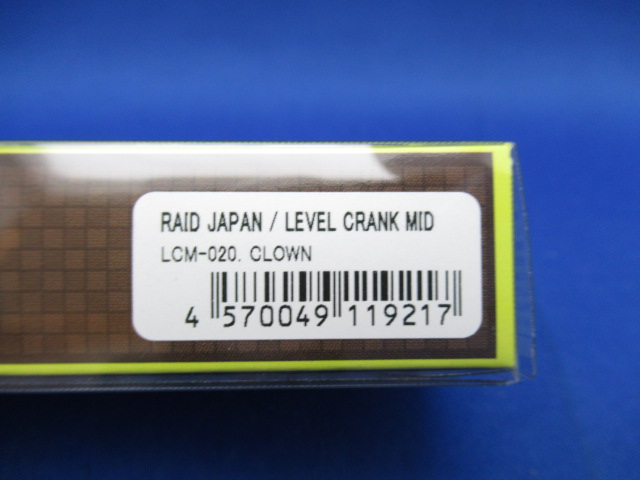 RAID JAPAN / LEVEL CRANK MID
LCM-020. CLOWN
4 570049 119217